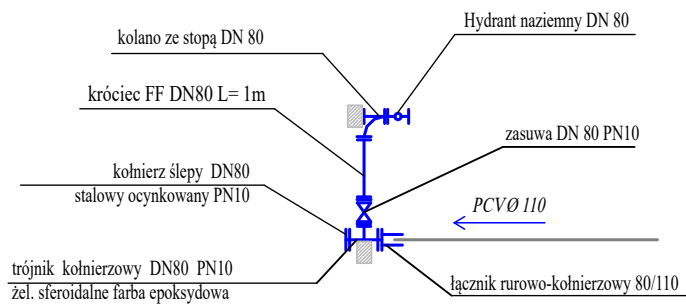 Hydrant naziemny DN 80
kolano ze stopą DN 80
króciec FF DN80 L= 1m
zasuwa DN 80 PN10
kołnierz ślepy DN80
stalowy ocynkowany PN10
PCVØ 110
trójnik kołnierzowy DN80 PN10
żel. sferoidalne farba epoksydowa
łącznik rurowo-kołnierzowy 80/110